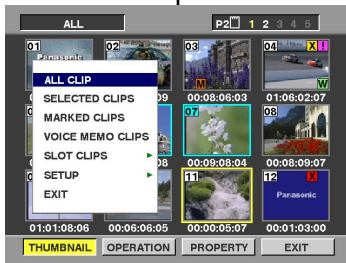 ALL P2 1 2 3 4 5
01 02 03 04 X !
Panasonic
M W
09 00:08:06:03 01:06:02:07
ALL CLIP
SELECTED CLIPS
MARKED CLIPS
VOICE MEMO CLIPS
SLOT CLIPS
SETUP
EXIT
07 08
08 00:09:08:04 00:08:09:07
11 12 X
Panasonic
01:01:08:06 00:06:06:05 00:00:05:07 00:01:03:00
THUMBNAIL OPERATION PROPERTY EXIT